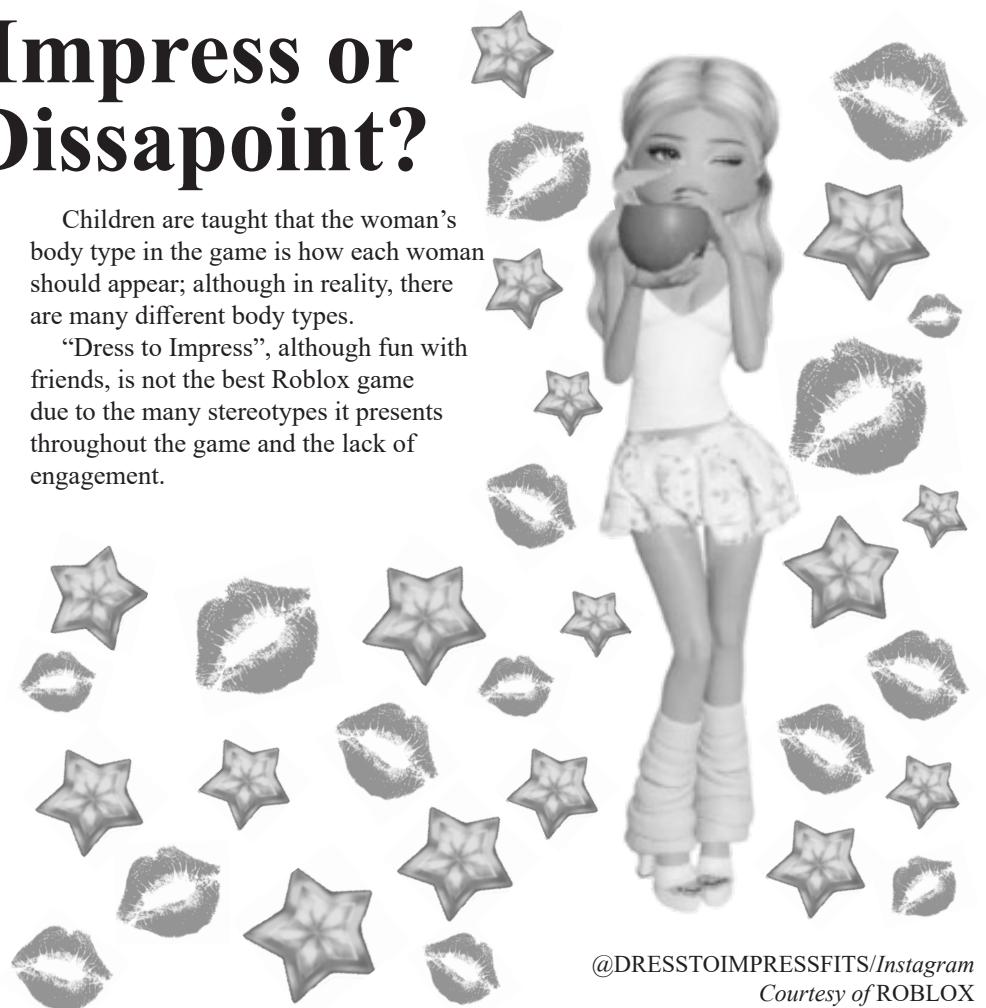 Impress or
Dissapoint?
Children are taught that the woman’s
body type in the game is how each woman
should appear; although in reality, there
are many different body types.
“Dress to Impress”, although fun with
friends, is not the best Roblox game
due to the many stereotypes it presents
throughout the game and the lack of
engagement.
@DRESSTOIMPRESSFITS/Instagram
Courtesy of ROBLOX